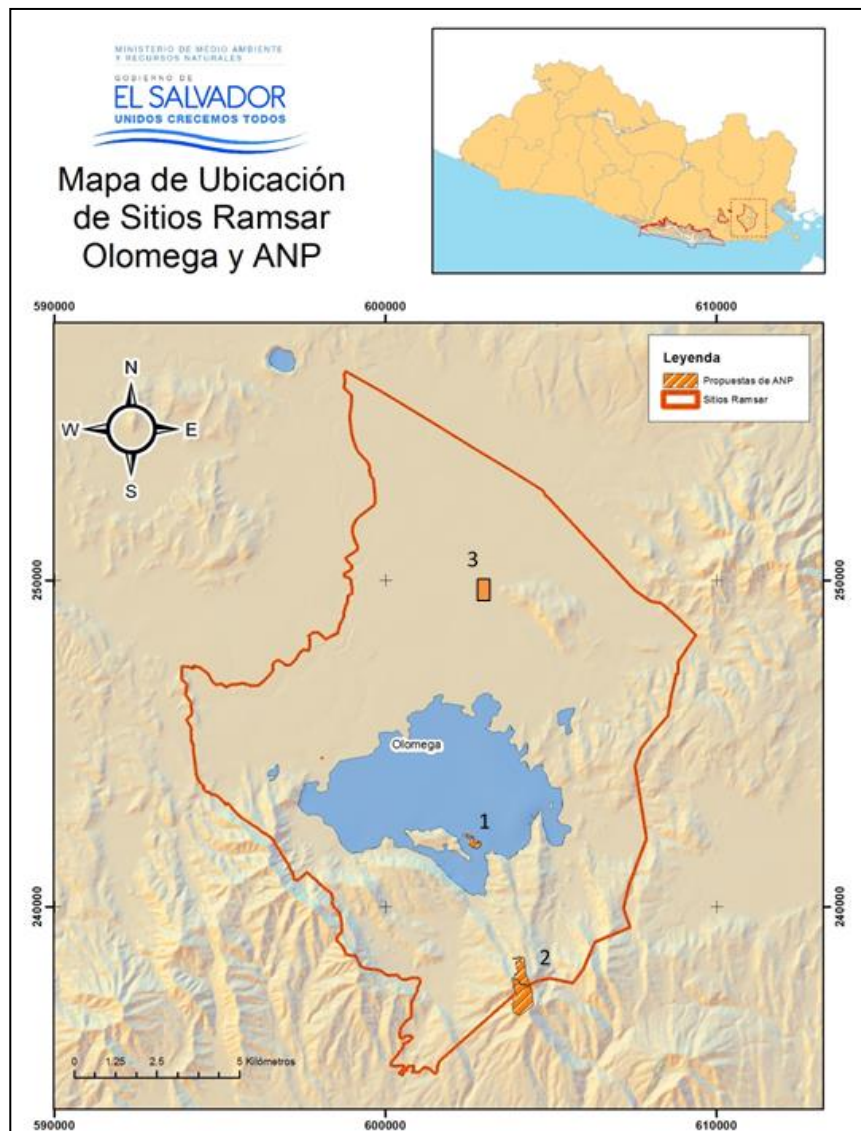 MINISTERIO DE MEDIO AMBIENTE
Y RECURSOS NATURALES
GOBIERNO DE
EL SALVADOR
UNIDOS CRECEMOS TODOS
Mapa de Ubicación
de Sitios Ramsar
Olomega y ANP
590000
600000
610000
Leyenda
Propuestas de ANP
Sitios Ramsar
N
W
E
S
3
250000
250000
Olomega
1
240000
240000
2
0 1.25 2.5 5 Kilómetros
590000
600000
610000